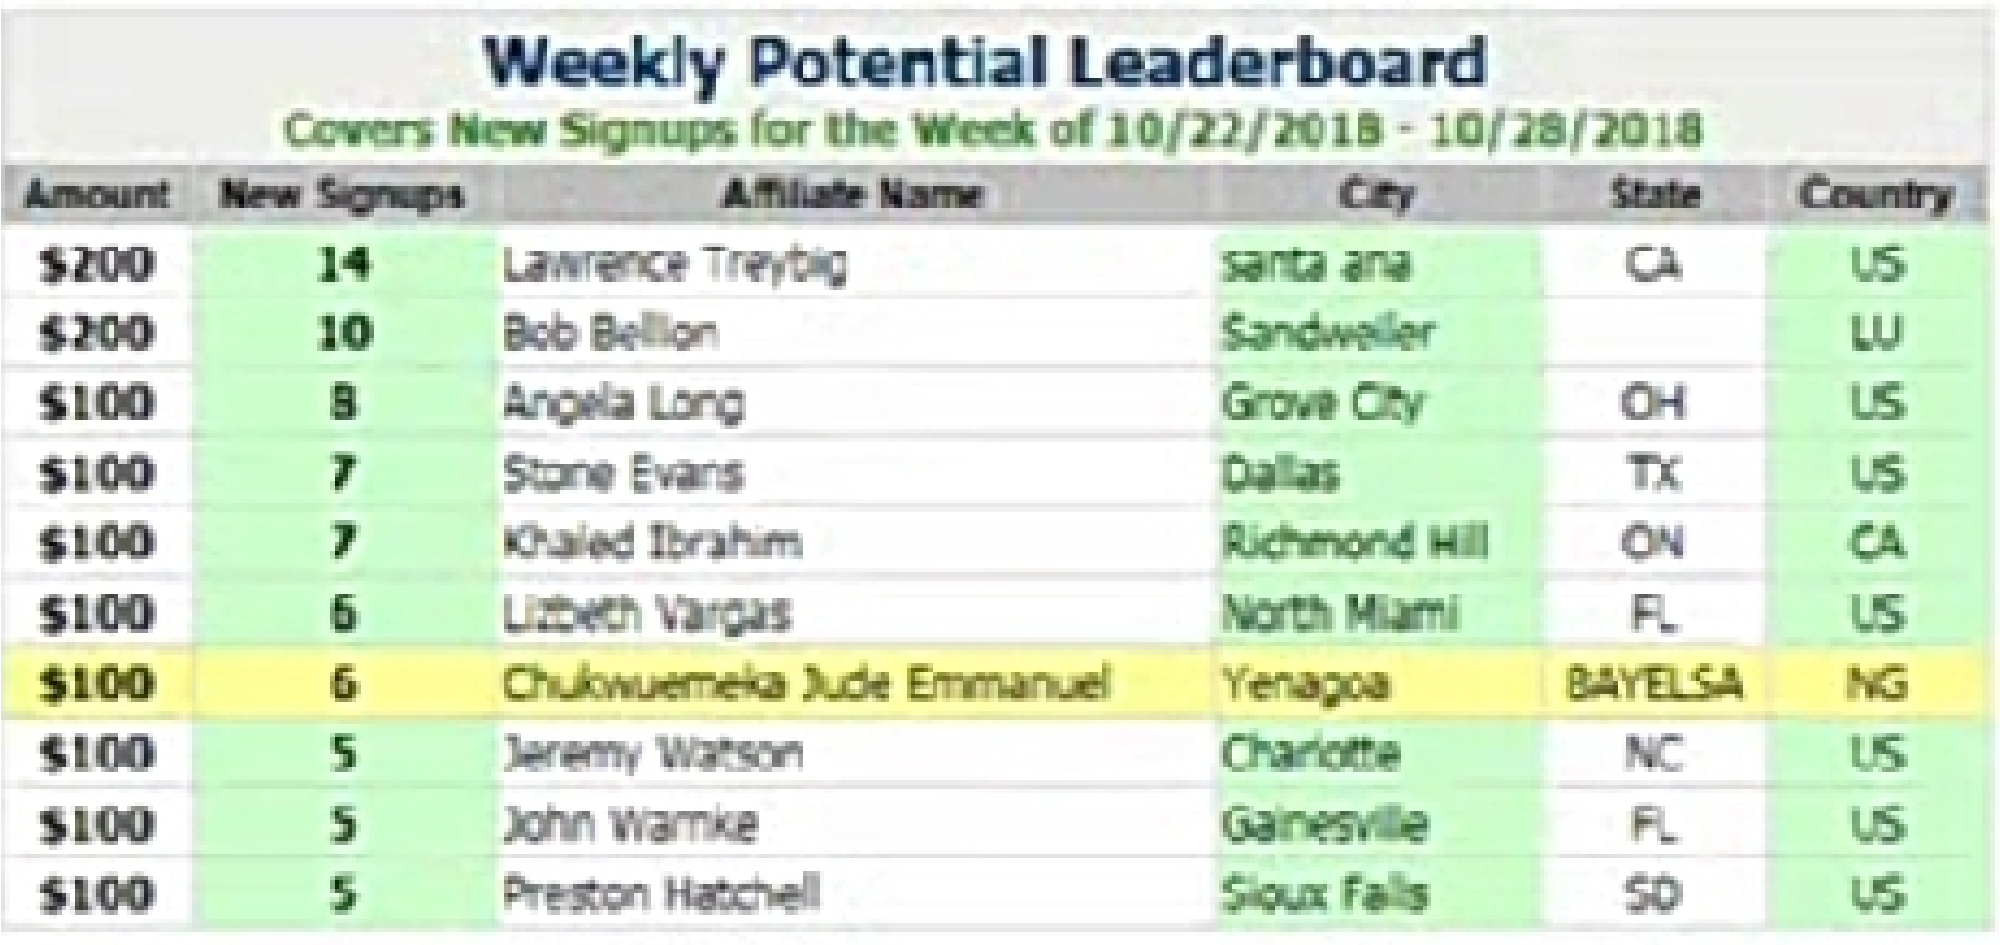 Weekly Potential Leaderboard
Covers New Signups for the Week of 10/22/2018 - 10/28/2018
Amount New Signups Affiliate Name City State Country
$200 14 Lawrence Treybig santa ana CA US
$200 10 Bob Bellion Sandweiler LU
$100 8 Angela Long Grove City OH US
$100 7 Stone Evans Dallas TX US
$100 7 Khaled Ibrahim Richmond Hill ON CA
$100 6 Lizbeth Vargas North Miami FL US
$100 6 Chukwuemeka Jude Emmanuel Yenagoa BAYELSA NG
$100 5 Jeremy Watson Charlotte NC US
$100 5 John Warnke Gainesville FL US
$100 5 Preston Hatchell Sioux Falls SD US